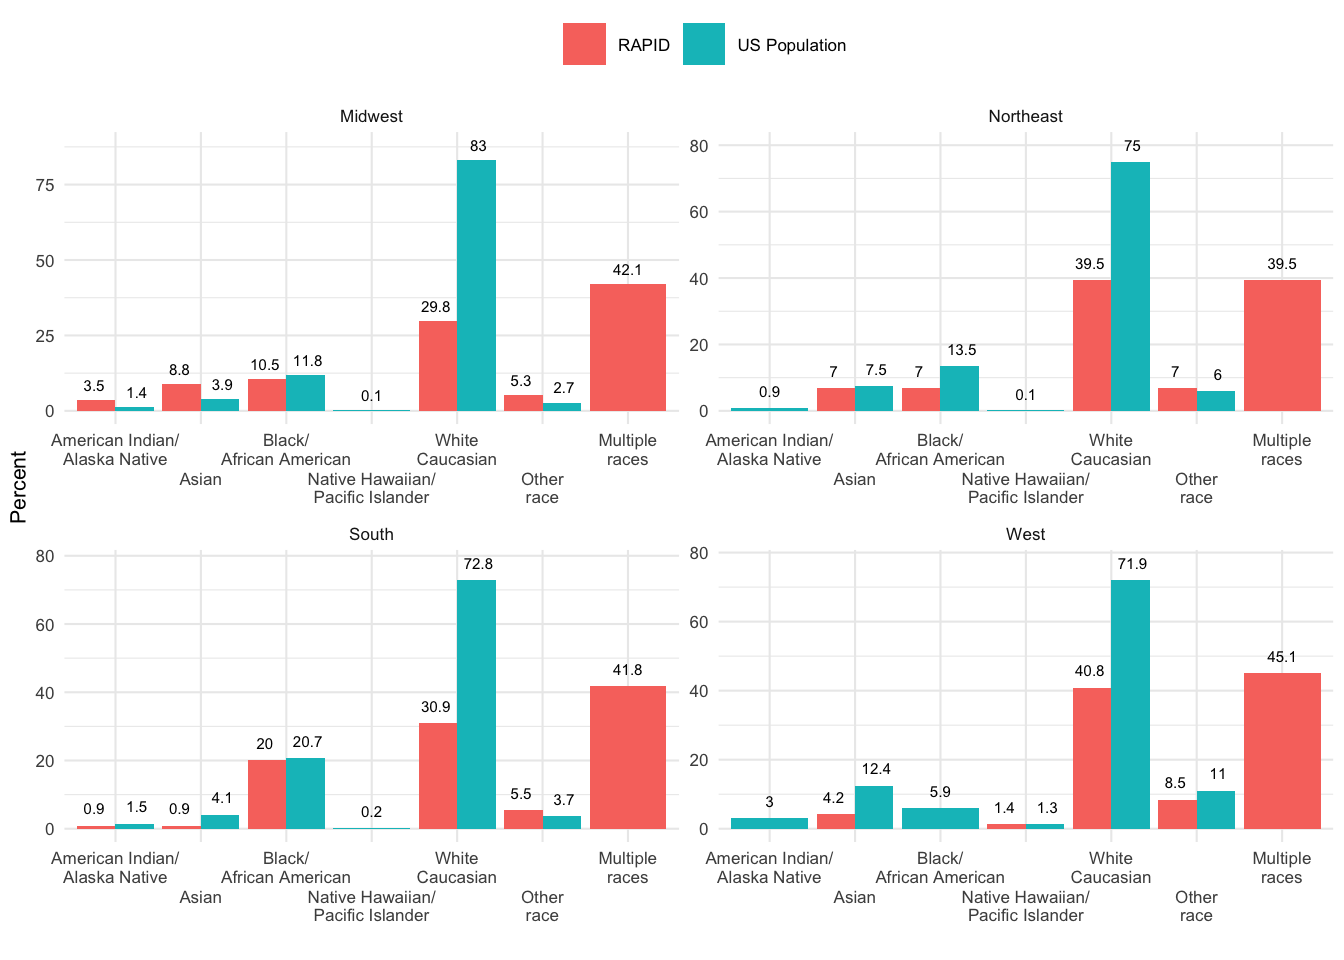 RAPID US Population
Midwest
83
75
50
42.1
29.8
25
3.5 1.4 8.8 3.9 10.5 11.8 0.1 5.3 2.7
0
American Indian/ Black/ White Multiple
Alaska Native African American Caucasian races
Asian Native Hawaiian/ Other
Pacific Islander race
Northeast
80
75
60
39.5 39.5
40
20
0.9 7 7.5 7 13.5 0.1 7 6
0
American Indian/ Black/ White Multiple
Alaska Native African American Caucasian races
Asian Native Hawaiian/ Other
Pacific Islander race
Percent
South
80
72.8
60
41.8
40
30.9
20
0.9 1.5 0.9 4.1 20 20.7 0.2 5.5 3.7
0
American Indian/ Black/ White Multiple
Alaska Native African American Caucasian races
Asian Native Hawaiian/ Other
Pacific Islander race
West
80
71.9
60
45.1
40.8
40
20
3 4.2 12.4 5.9 1.4 1.3 8.5 11
0
American Indian/ Black/ White Multiple
Alaska Native African American Caucasian races
Asian Native Hawaiian/ Other
Pacific Islander race